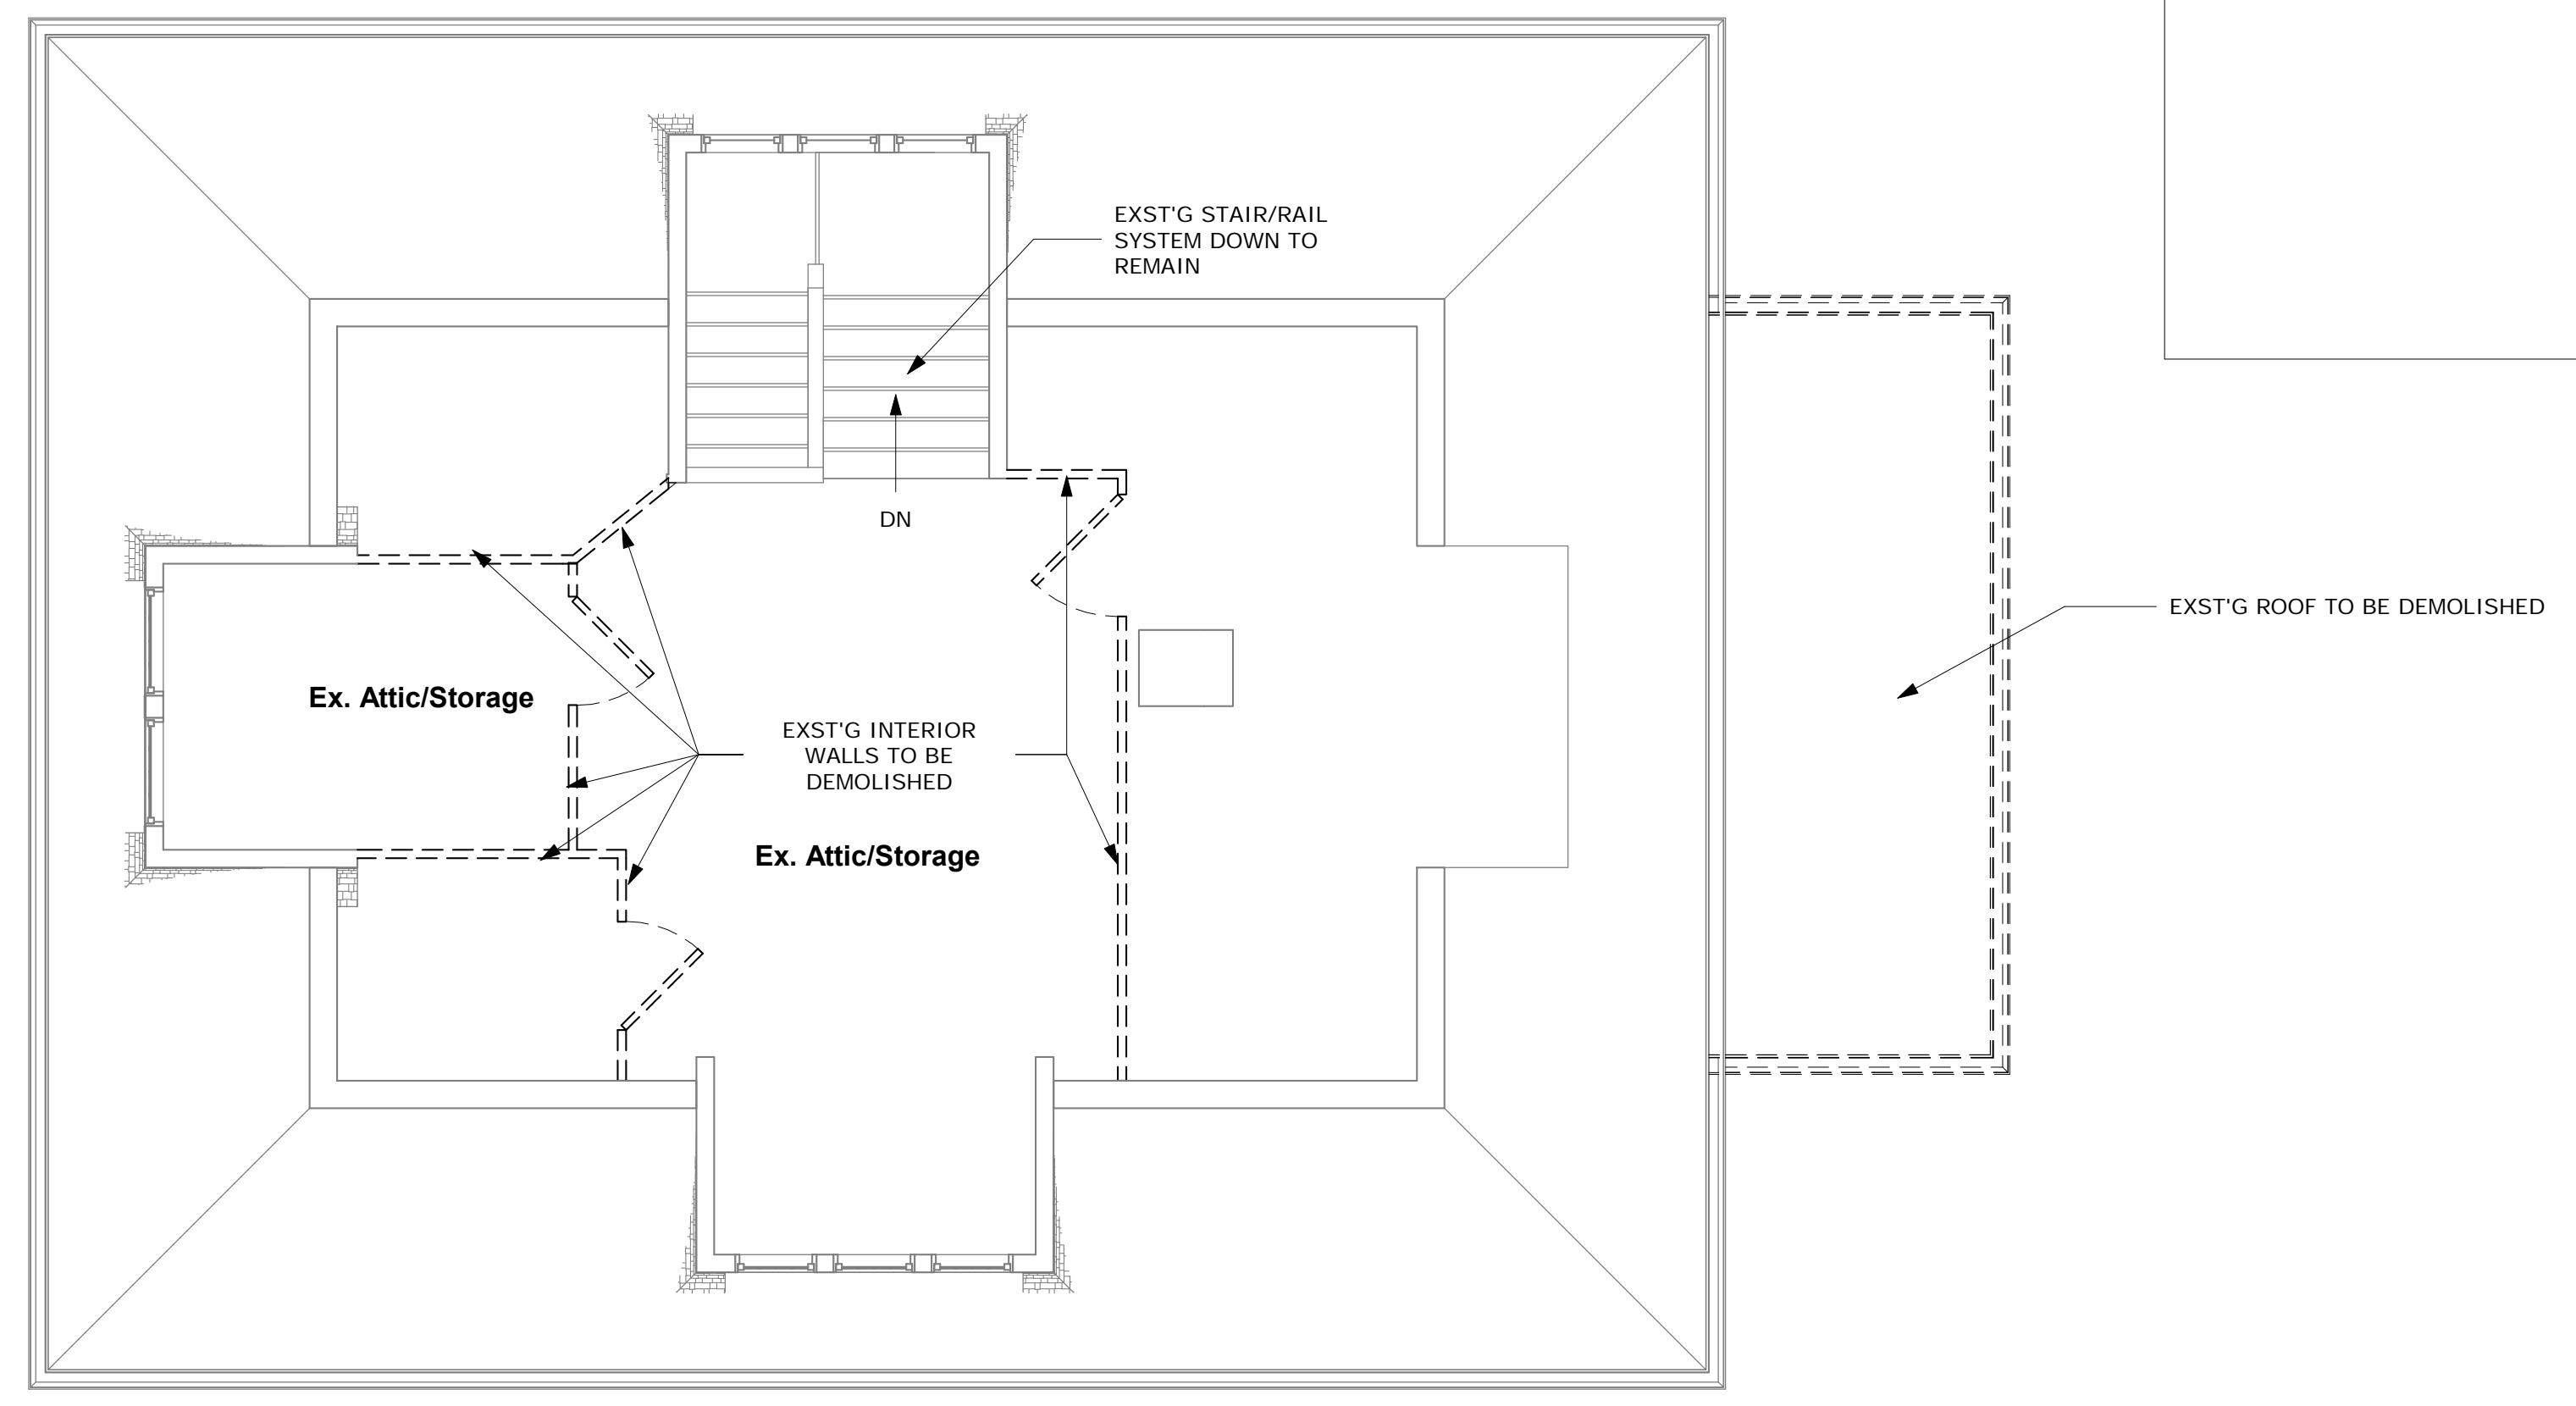 EXST'G STAIR/RAIL
SYSTEM DOWN TO
REMAIN
DN
EXST'G ROOF TO BE DEMOLISHED
Ex. Attic/Storage
EXST'G INTERIOR
WALLS TO BE
DEMOLISHED
Ex. Attic/Storage